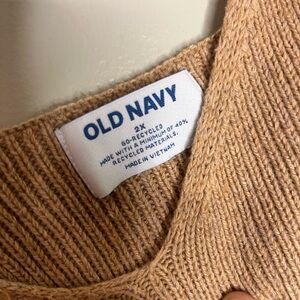 OLD NAVY
2X
GO-RECYCLED
MADE WITH A MINIMUM OF 40%
RECYCLED MATERIALS.
MADE IN VIETNAM